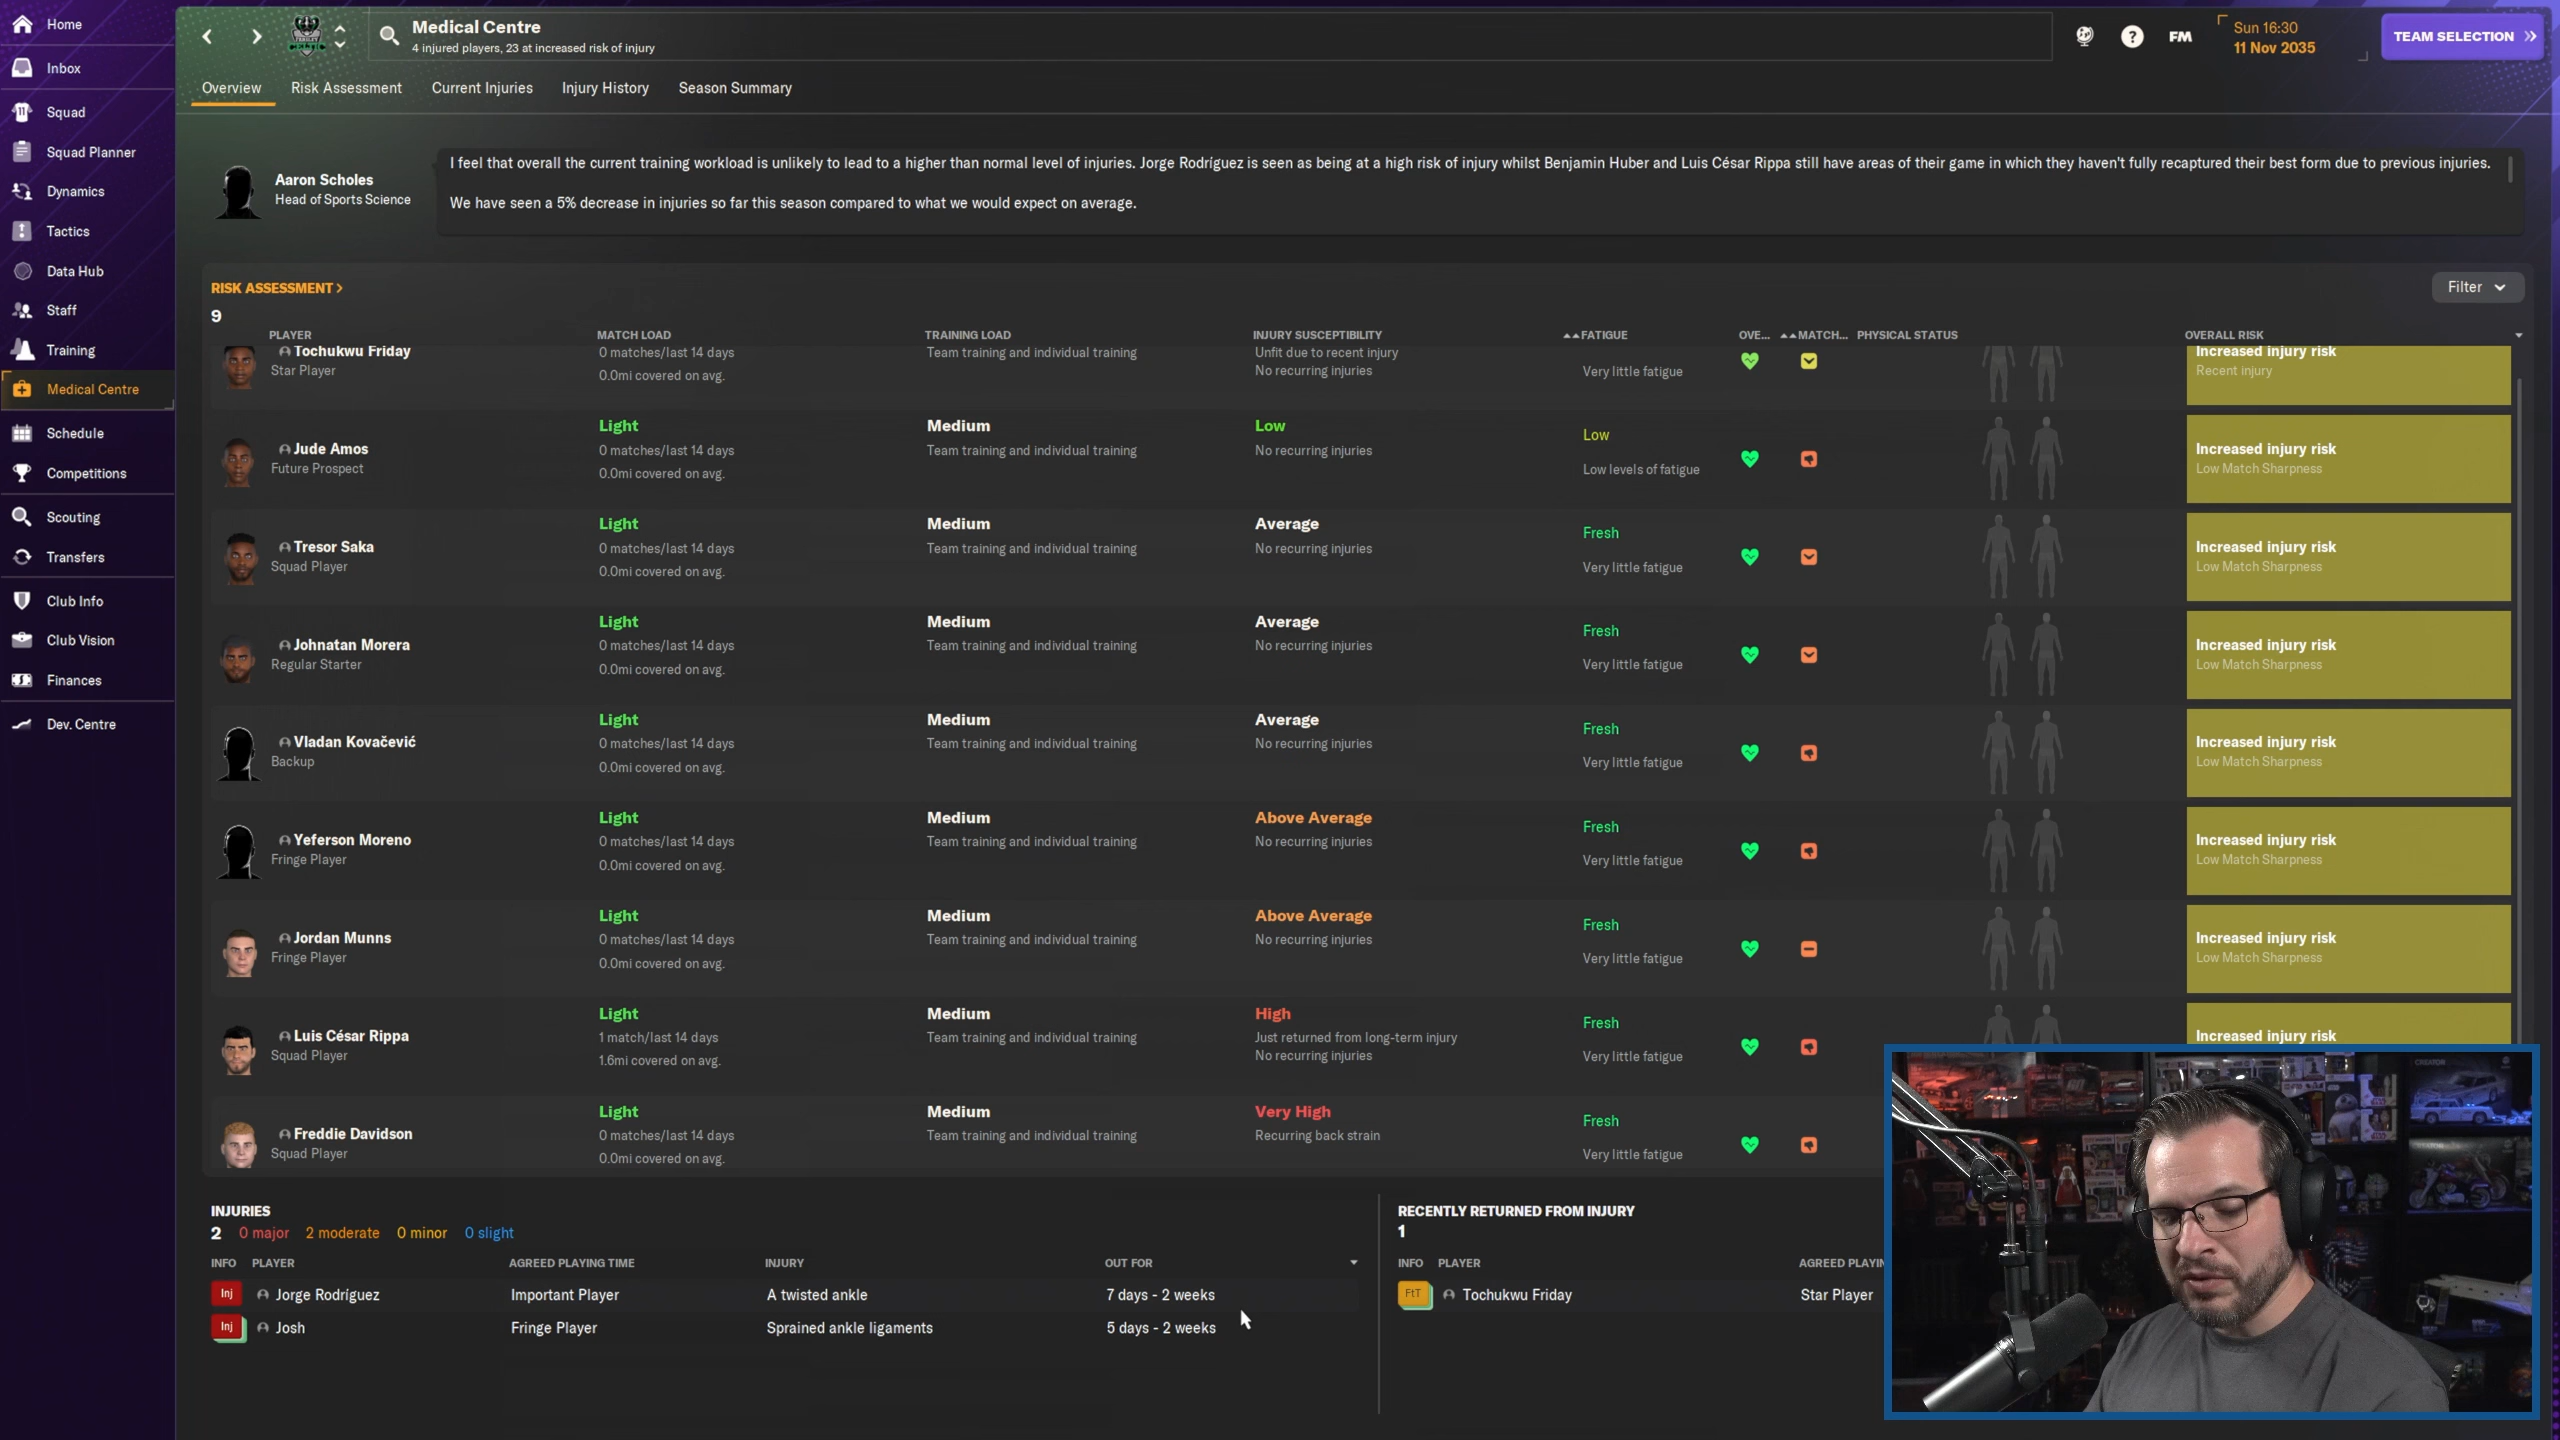 Home
Inbox
Squad
Squad Planner
Dynamics
Tactics
Data Hub
Staff
Training
Medical Centre
Schedule
Competitions
Scouting
Transfers
Club Info
Club Vision
Finances
Dev. Centre
CELTIC
Medical Centre
4 injured players, 23 at increased risk of injury
?
FM
Sun 16:30
11 Nov 2035
TEAM SELECTION
Overview Risk Assessment Current Injuries Injury History Season Summary
Aaron Scholes
Head of Sports Science
I feel that overall the current training workload is unlikely to lead to a higher than normal level of injuries. Jorge Rodríguez is seen as being at a high risk of injury whilst Benjamin Huber and Luis César Rippa still have areas of their game in which they haven't fully recaptured their best form due to previous injuries.
We have seen a 5% decrease in injuries so far this season compared to what we would expect on average.
RISK ASSESSMENT >
Filter
9
PLAYER MATCH LOAD TRAINING LOAD INJURY SUSCEPTIBILITY FATIGUE OVE... MATCH... PHYSICAL STATUS OVERALL RISK
Tochukwu Friday
Star Player
0 matches/last 14 days
0.0mi covered on avg.
Team training and individual training
Unfit due to recent injury
No recurring injuries
Very little fatigue
Increased injury risk
Recent injury
Jude Amos
Future Prospect
Light
0 matches/last 14 days
0.0mi covered on avg.
Medium
Team training and individual training
Low
No recurring injuries
Low
Low levels of fatigue
Increased injury risk
Low Match Sharpness
Tresor Saka
Squad Player
Light
0 matches/last 14 days
0.0mi covered on avg.
Medium
Team training and individual training
Average
No recurring injuries
Fresh
Very little fatigue
Increased injury risk
Low Match Sharpness
Johnatan Morera
Regular Starter
Light
0 matches/last 14 days
0.0mi covered on avg.
Medium
Team training and individual training
Average
No recurring injuries
Fresh
Very little fatigue
Increased injury risk
Low Match Sharpness
Vladan Kovačević
Backup
Light
0 matches/last 14 days
0.0mi covered on avg.
Medium
Team training and individual training
Average
No recurring injuries
Fresh
Very little fatigue
Increased injury risk
Low Match Sharpness
Yeferson Moreno
Fringe Player
Light
0 matches/last 14 days
0.0mi covered on avg.
Medium
Team training and individual training
Above Average
No recurring injuries
Fresh
Very little fatigue
Increased injury risk
Low Match Sharpness
Jordan Munns
Fringe Player
Light
0 matches/last 14 days
0.0mi covered on avg.
Medium
Team training and individual training
Above Average
No recurring injuries
Fresh
Very little fatigue
Increased injury risk
Low Match Sharpness
Luis César Rippa
Squad Player
Light
1 match/last 14 days
1.6mi covered on avg.
Medium
Team training and individual training
High
Just returned from long-term injury
No recurring injuries
Fresh
Very little fatigue
Increased injury risk
Freddie Davidson
Squad Player
Light
0 matches/last 14 days
0.0mi covered on avg.
Medium
Team training and individual training
Very High
Recurring back strain
Fresh
Very little fatigue
INJURIES
2 0 major 2 moderate 0 minor 0 slight
INFO PLAYER AGREED PLAYING TIME INJURY OUT FOR
Inj Jorge Rodríguez Important Player A twisted ankle 7 days - 2 weeks
Inj Josh Fringe Player Sprained ankle ligaments 5 days - 2 weeks
RECENTLY RETURNED FROM INJURY
1
INFO PLAYER AGREED PLAYIN
FtT Tochukwu Friday Star Player
CREATOR